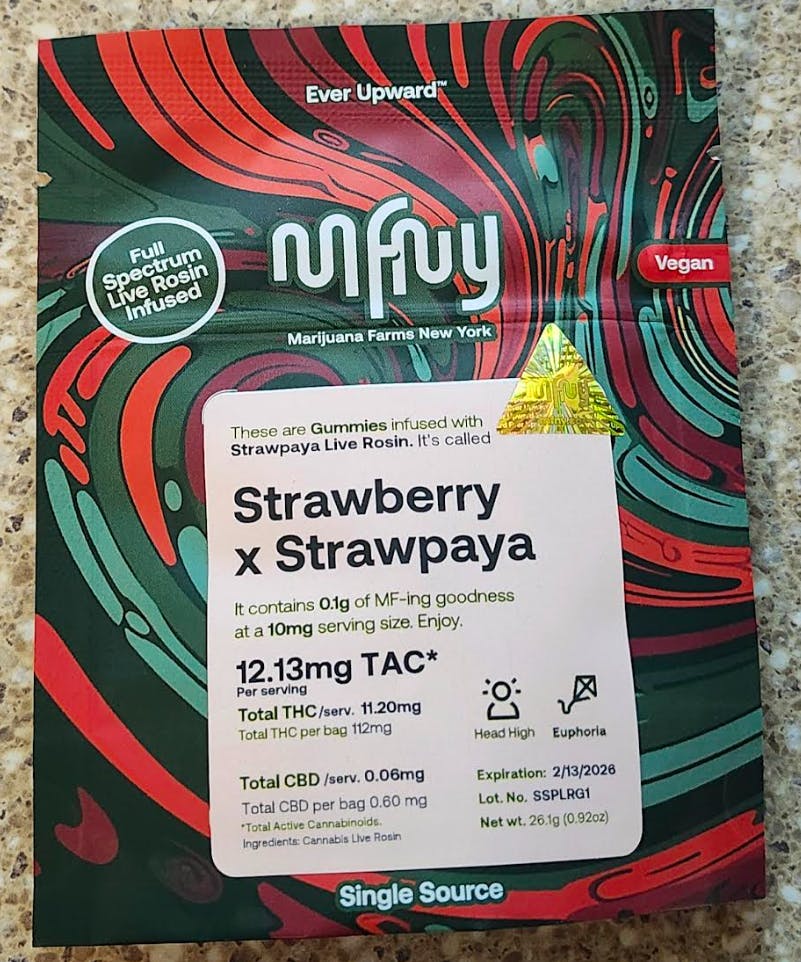 Ever Upward™
Full
Spectrum
Live Rosin
Infused
mfny
Marijuana Farms New York
Vegan
mfny
These are Gummies infused with
Strawpaya Live Rosin. It's called
Strawberry
x Strawpaya
It contains 0.1g of MF-ing goodness
at a 10mg serving size. Enjoy.
12.13mg TAC*
Per serving
Total THC/serv. 11.20mg
Total THC per bag 112mg
Head High
Euphoria
Total CBD /serv. 0.06mg
Total CBD per bag 0.60 mg
*Total Active Cannabinoids.
Ingredients: Cannabis Live Rosin
Expiration: 2/13/2026
Lot. No. SSPLRG1
Net wt. 26.1g (0.92oz)
Single Source